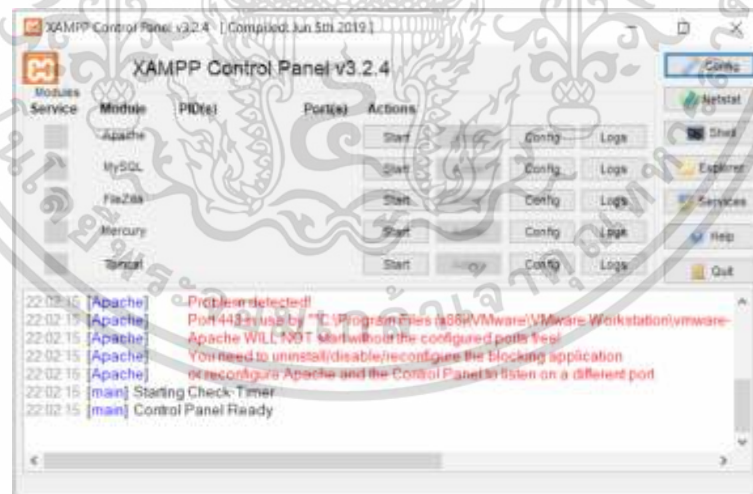 XAMPP Control Panel v3.2.4 [ Compiled: Jun 5th 2019 ]
XAMPP Control Panel v3.2.4
Config
Modules
Service Module PID(s) Port(s) Actions
Netstat
Apache Start Config Logs
Shell
MySQL Start Config Logs
Explorer
FileZilla Start Config Logs
Services
Mercury Start Config Logs
Help
Tomcat Start Config Logs
Quit
22:02:15 [Apache] Problem detected!
22:02:15 [Apache] Port 443 in use by ""C:\Program Files (x86)\VMware\VMware Workstation\vmware-
22:02:15 [Apache] Apache WILL NOT start without the configured ports free!
22:02:15 [Apache] You need to uninstall/disable/reconfigure the blocking application
22:02:15 [Apache] or reconfigure Apache and the Control Panel to listen on a different port
22:02:15 [main] Starting Check-Timer
22:02:15 [main] Control Panel Ready